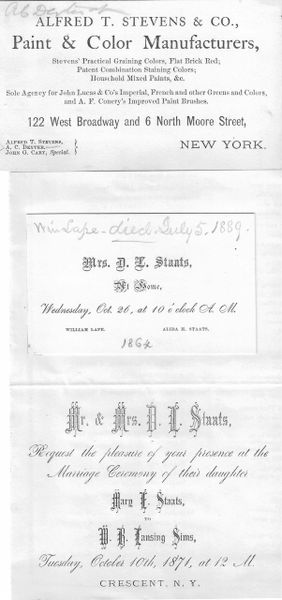 A C Dexter
ALFRED T. STEVENS & CO.,
Paint & Color Manufacturers,
Stevens' Practical Graining Colors, Flat Brick Red;
Patent Combination Staining Colors;
Household Mixed Paints, &c.
Sole Agency for John Lucas & Co's Imperial, French and other Greens and Colors,
and A. F. Conery's Improved Paint Brushes.
122 West Broadway and 6 North Moore Street,
ALFRED T. STEVENS,
A. C. DEXTER,
JOHN G. CARY, Special.
NEW YORK.
Wm Lape - died July 5, 1889.
Mrs. D. L. Staats,
At Home,
Wednesday, Oct. 26, at 10 o'clock A. M.
WILLIAM LAPE. ALIDA H. STAATS.
1864
Mr. & Mrs. D. L. Staats,
Request the pleasure of your presence at the
Marriage Ceremony of their daughter
Mary L. Staats,
TO
W. B. Lansing Sims,
Tuesday, October 10th, 1871, at 12 M.
CRESCENT, N. Y.